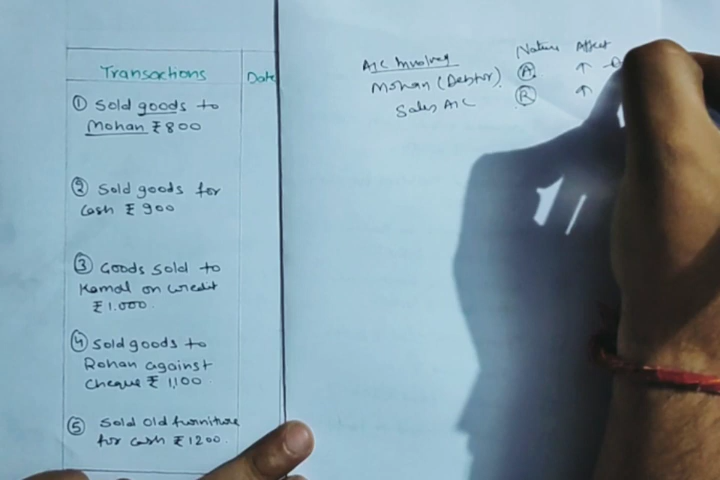 Transactions
Date
① Sold goods to
Mohan ₹800
② Sold goods for
Cash ₹ 900
③ Goods Sold to
Kamal on credit
₹1,000.
④ Sold goods to
Rohan against
Cheque ₹ 1,100
⑤ Sold Old furniture
for Cash ₹1200.
A/C Involving Nature Affect
Mohan (Debtor). Ⓐ ↑
Sales A/C Ⓡ ↑